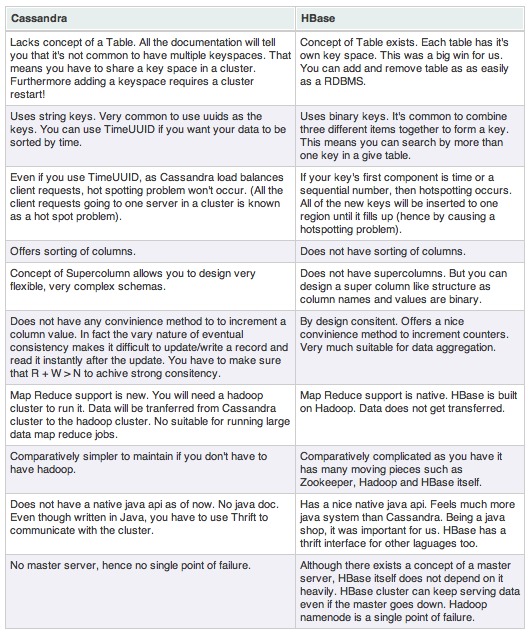 Cassandra
HBase
Lacks concept of a Table. All the documentation will tell
you that it's not common to have multiple keyspaces. That
means you have to share a key space in a cluster.
Furthermore adding a keyspace requires a cluster
restart!
Concept of Table exists. Each table has it's
own key space. This was a big win for us.
You can add and remove table as as easily
as a RDBMS.
Uses string keys. Very common to use uuids as the
keys. You can use TimeUUID if you want your data to be
sorted by time.
Uses binary keys. It's common to combine
three different items together to form a key.
This means you can search by more than
one key in a give table.
Even if you use TimeUUID, as Cassandra load balances
client requests, hot spotting problem won't occur. (All the
client requests going to one server in a cluster is known
as a hot spot problem).
If your key's first component is time or a
sequential number, then hotspotting occurs.
All of the new keys will be inserted to one
region until it fills up (hence by causing a
hotspotting problem).
Offers sorting of columns.
Does not have sorting of columns.
Concept of Supercolumn allows you to design very
flexible, very complex schemas.
Does not have supercolumns. But you can
design a super column like structure as
column names and values are binary.
Does not have any convinience method to to increment a
column value. In fact the vary nature of eventual
consistency makes it difficult to update/write a record and
read it instantly after the update. You have to make sure
that R + W > N to achive strong consitency.
By design consitent. Offers a nice
convenience method to increment counters.
Very much suitable for data aggregation.
Map Reduce support is new. You will need a hadoop
cluster to run it. Data will be tranferred from Cassandra
cluster to the hadoop cluster. No suitable for running large
data map reduce jobs.
Map Reduce support is native. HBase is built
on Hadoop. Data does not get transferred.
Comparatively simpler to maintain if you don't have to
have hadoop.
Comparatively complicated as you have it
has many moving pieces such as
Zookeeper, Hadoop and HBase itself.
Does not have a native java api as of now. No java doc.
Even though written in Java, you have to use Thrift to
communicate with the cluster.
Has a nice native java api. Feels much more
java system than Cassandra. Being a java
shop, it was important for us. HBase has a
thrift interface for other laguages too.
No master server, hence no single point of failure.
Although there exists a concept of a master
server, HBase itself does not depend on it
heavily. HBase cluster can keep serving data
even if the master goes down. Hadoop
namenode is a single point of failure.